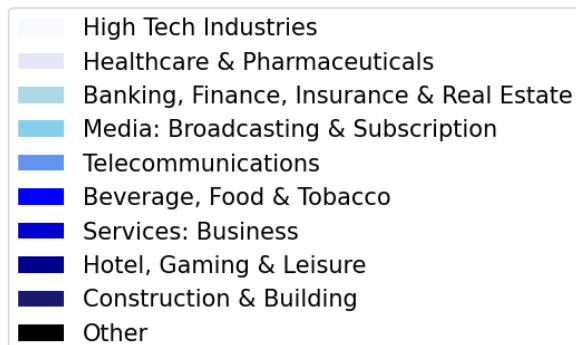 High Tech Industries
Healthcare & Pharmaceuticals
Banking, Finance, Insurance & Real Estate
Media: Broadcasting & Subscription
Telecommunications
Beverage, Food & Tobacco
Services: Business
Hotel, Gaming & Leisure
Construction & Building
Other